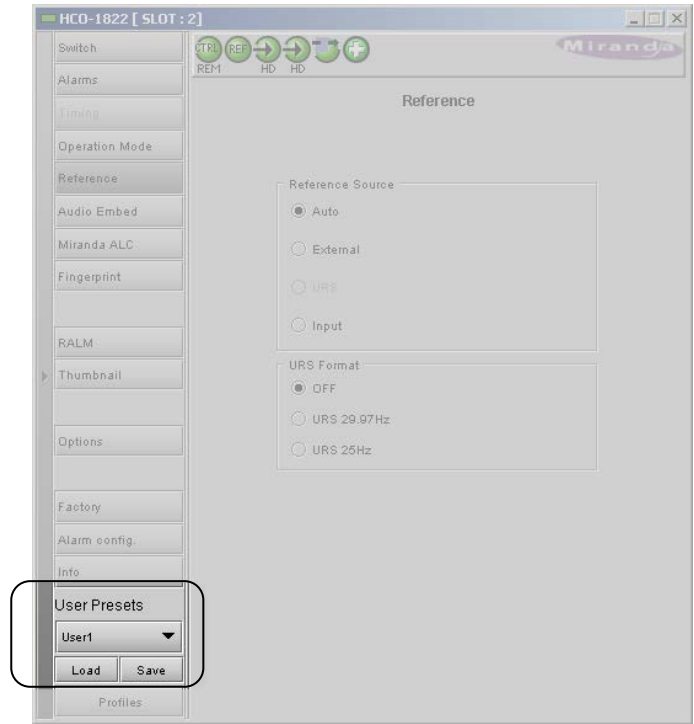 HCO-1822 [ SLOT : 2]
Switch
Alarms
Timing
Operation Mode
Reference
Audio Embed
Miranda ALC
Fingerprint
RALM
Thumbnail
Options
Factory
Alarm config.
Info
User Presets
User1
Load Save
Profiles
CTRL REF
REM HD HD
Miranda
Reference
Reference Source
Auto
External
URS
Input
URS Format
OFF
URS 29.97Hz
URS 25Hz